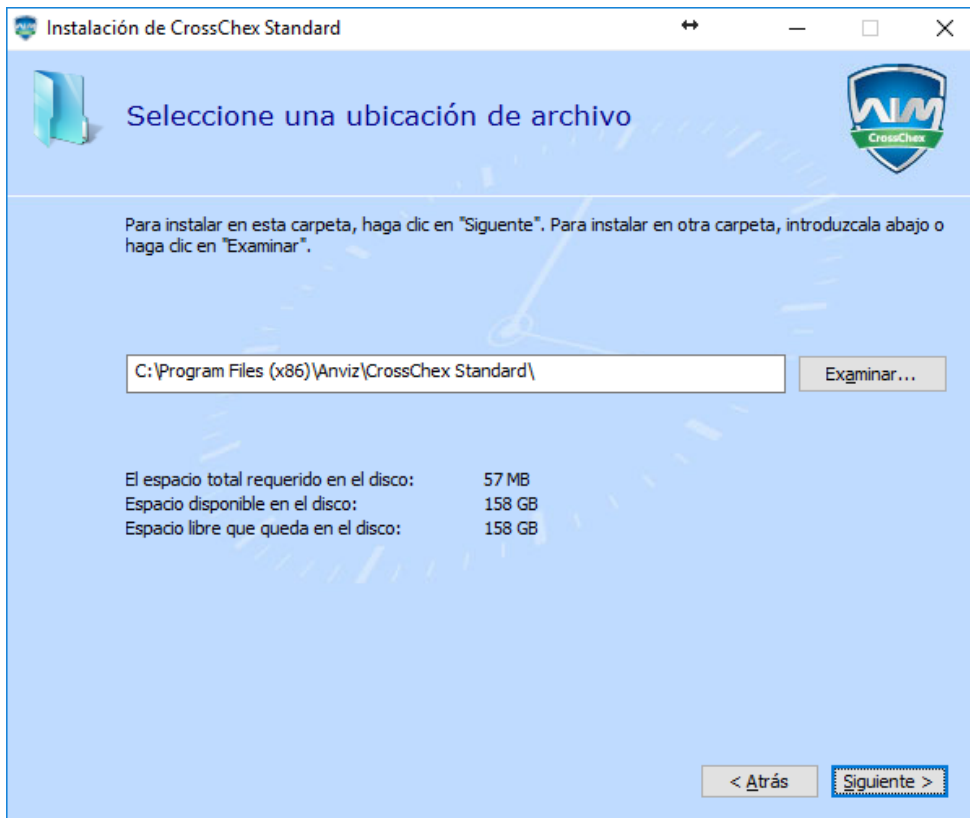 Instalación de CrossChex Standard
Seleccione una ubicación de archivo
AIM
CrossChex
Para instalar en esta carpeta, haga clic en "Siguente". Para instalar en otra carpeta, introduzcala abajo o
haga clic en "Examinar".
C:\Program Files (x86)\Anviz\CrossChex Standard\
Examinar...
El espacio total requerido en el disco: 57 MB
Espacio disponible en el disco: 158 GB
Espacio libre que queda en el disco: 158 GB
< Atrás
Siguiente >